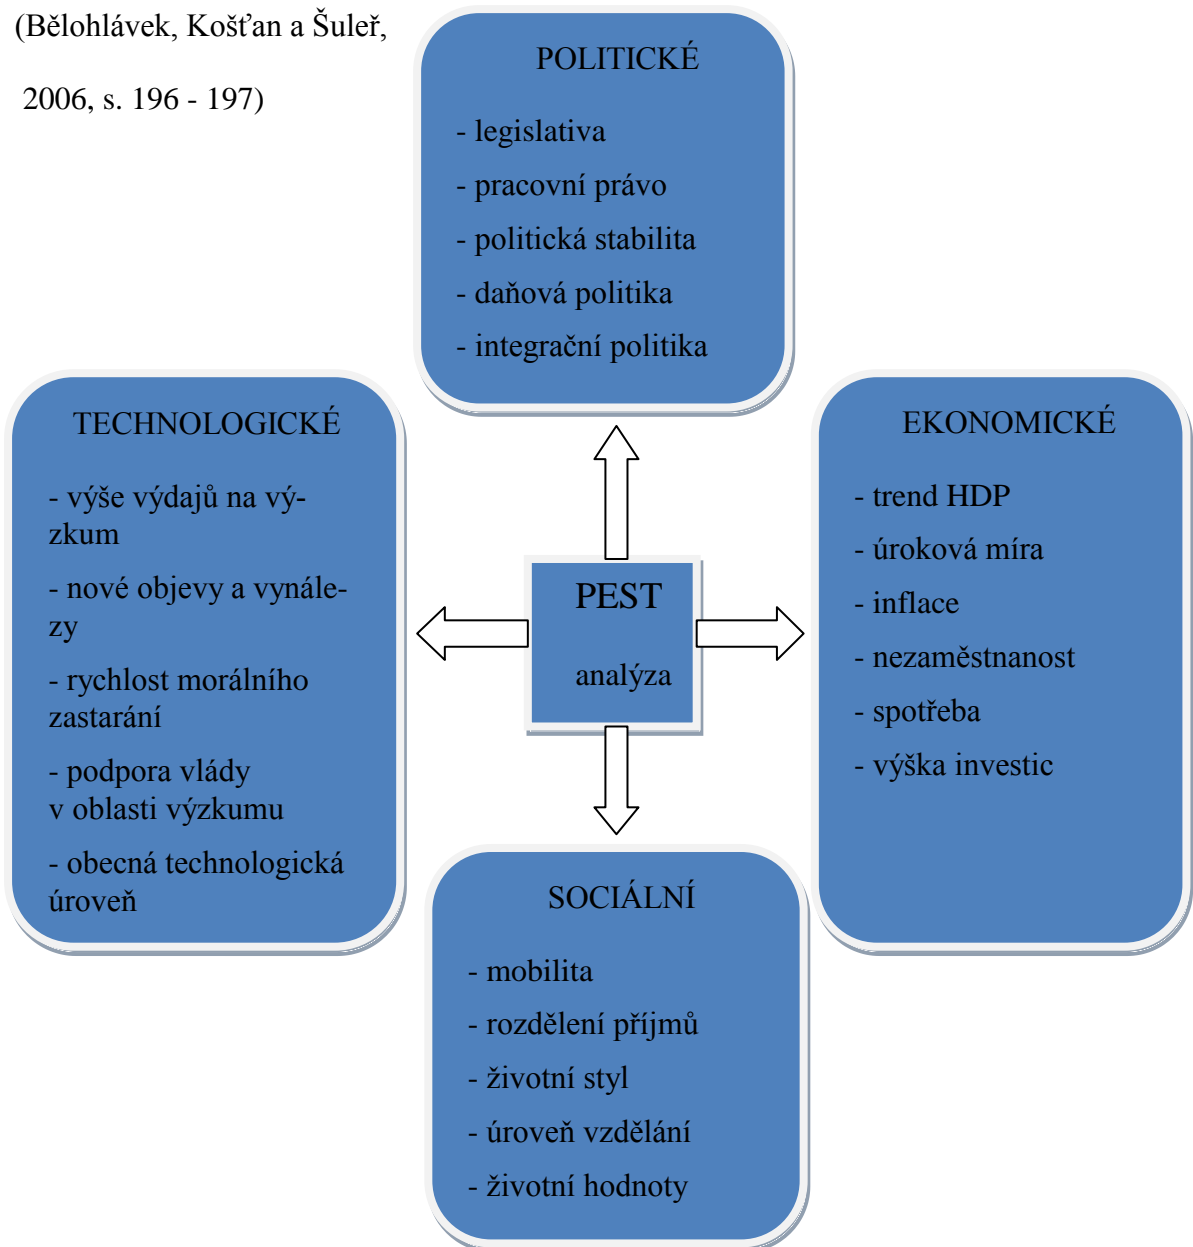 (Bělohlávek, Košťan a Šuleř,
2006, s. 196 - 197)
POLITICKÉ
- legislativa
- pracovní právo
- politická stabilita
- daňová politika
- integrační politika
TECHNOLOGICKÉ
- výše výdajů na vý-
zkum
- nové objevy a vynále-
zy
- rychlost morálního
zastarání
- podpora vlády
v oblasti výzkumu
- obecná technologická
úroveň
PEST
analýza
EKONOMICKÉ
- trend HDP
- úroková míra
- inflace
- nezaměstnanost
- spotřeba
- výška investic
SOCIÁLNÍ
- mobilita
- rozdělení příjmů
- životní styl
- úroveň vzdělání
- životní hodnoty